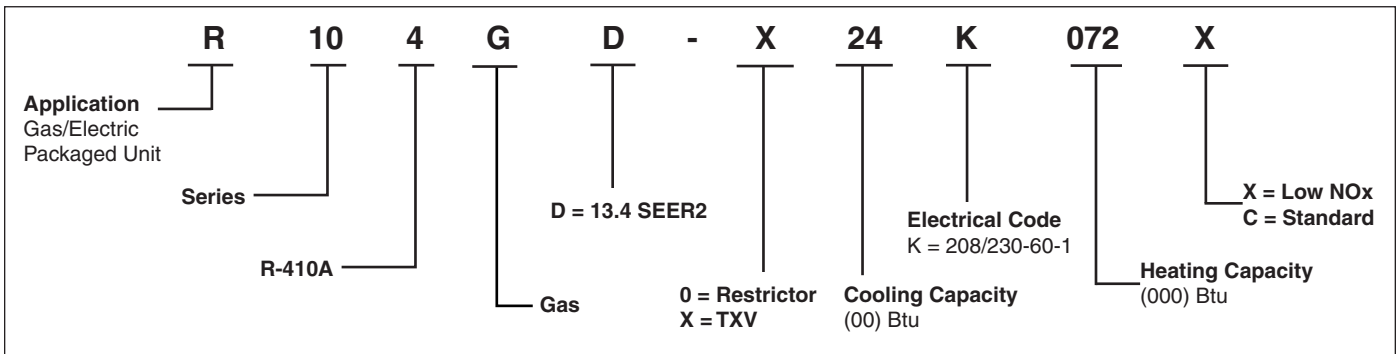 R 10 4 G D - X 24 K 072 X
Application
Gas/Electric
Packaged Unit
Series
R-410A
Gas
D = 13.4 SEER2
0 = Restrictor
X = TXV
Cooling Capacity
(00) Btu
Electrical Code
K = 208/230-60-1
Heating Capacity
(000) Btu
X = Low NOx
C = Standard